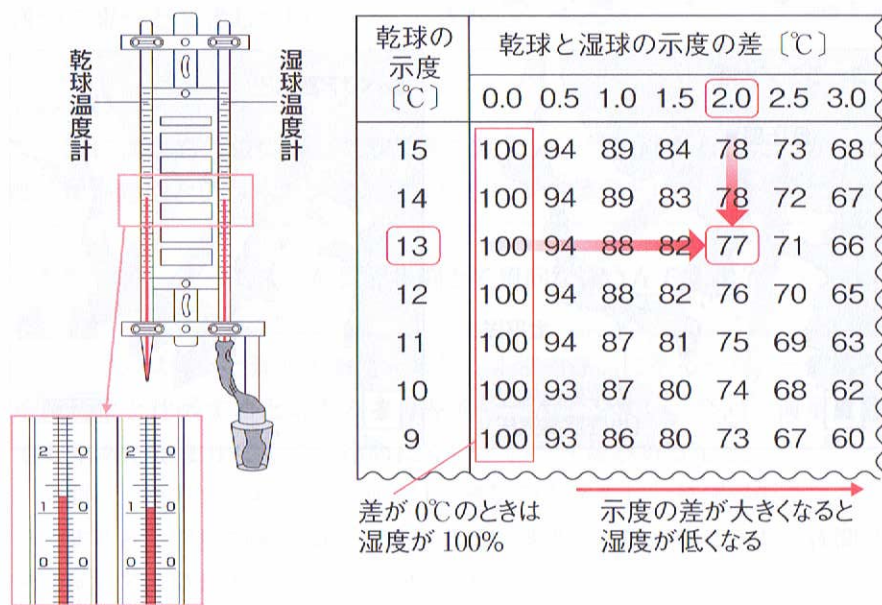 乾球温度計
湿球温度計
2 0 2 0
1 0 1 0
0 0 0 0
乾球の示度〔℃〕
乾球と湿球の示度の差〔℃〕
0.0 0.5 1.0 1.5 2.0 2.5 3.0
15 100 94 89 84 78 73 68
14 100 94 89 83 78 72 67
13 100 94 88 82 77 71 66
12 100 94 88 82 76 70 65
11 100 94 87 81 75 69 63
10 100 93 87 80 74 68 62
9 100 93 86 80 73 67 60
差が0℃のときは
湿度が100%
示度の差が大きくなると
湿度が低くなる